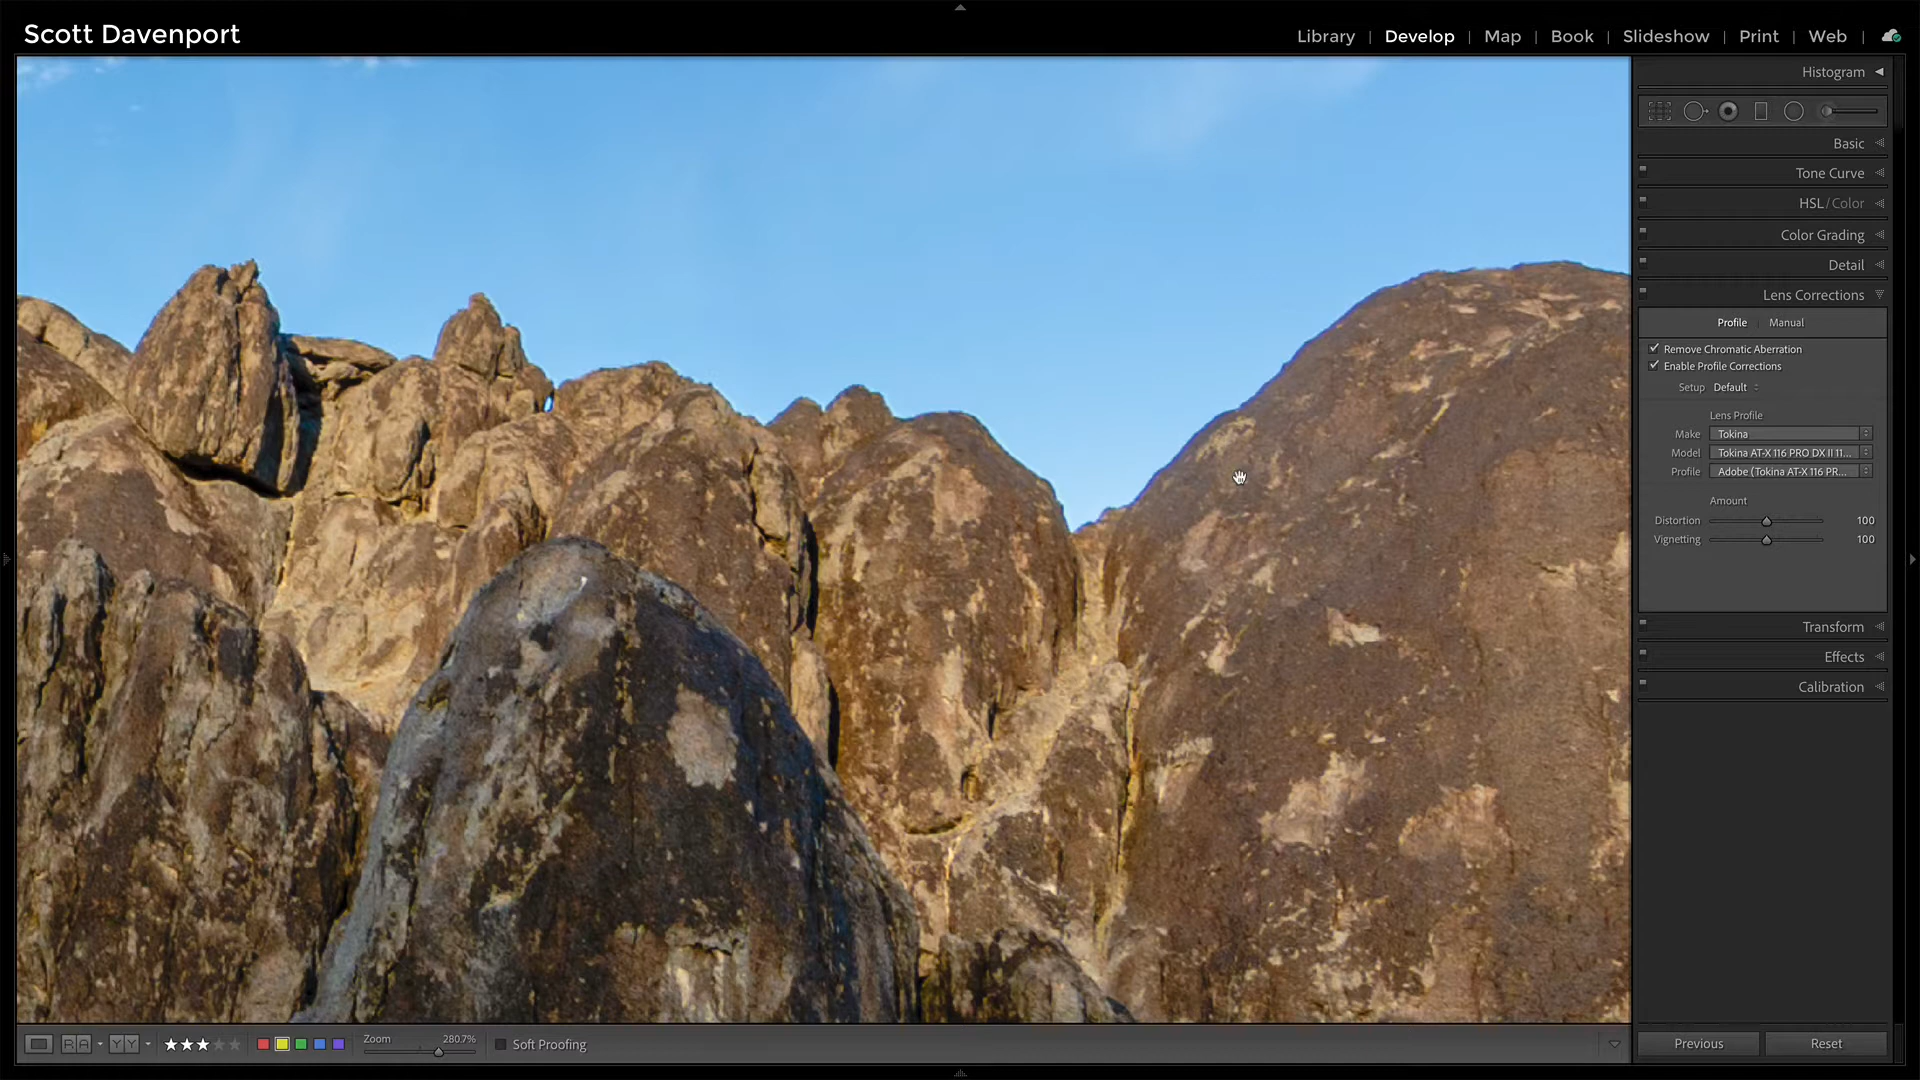 Scott Davenport
Library | Develop | Map | Book | Slideshow | Print | Web |
Histogram
Basic
Tone Curve
HSL / Color
Color Grading
Detail
Lens Corrections
Profile | Manual
Remove Chromatic Aberration
Enable Profile Corrections
Setup Default
Lens Profile
Make Tokina
Model Tokina AT-X 116 PRO DX II 11...
Profile Adobe (Tokina AT-X 116 PR...
Amount
Distortion 100
Vignetting 100
Transform
Effects
Calibration
R A Y Y Zoom 280.7% Soft Proofing
Previous Reset